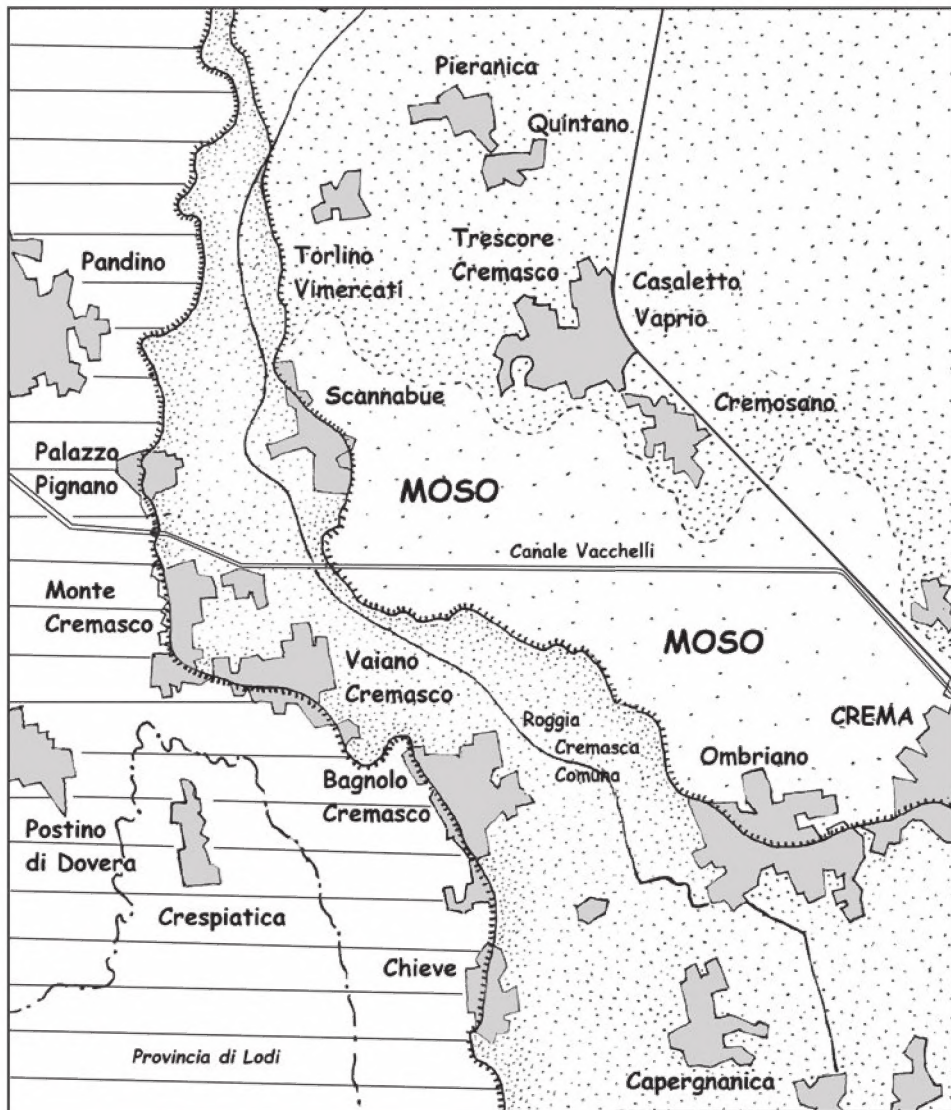 Pieranica
Quintano
Trescore
Cremasco
Torlino
Vimercati
Pandino
Casaletto
Vaprio
Scannabue
Cremosano
Palazzo
Pignano
MOSO
Canale Vacchelli
Monte
Cremasco
MOSO
Vaiano
Cremasco
Roggia
Cremasca
Comuna
CREMA
Ombriano
Bagnolo
Cremasco
Postino
di Dovera
Crespiatica
Chieve
Provincia di Lodi
Capergnanica